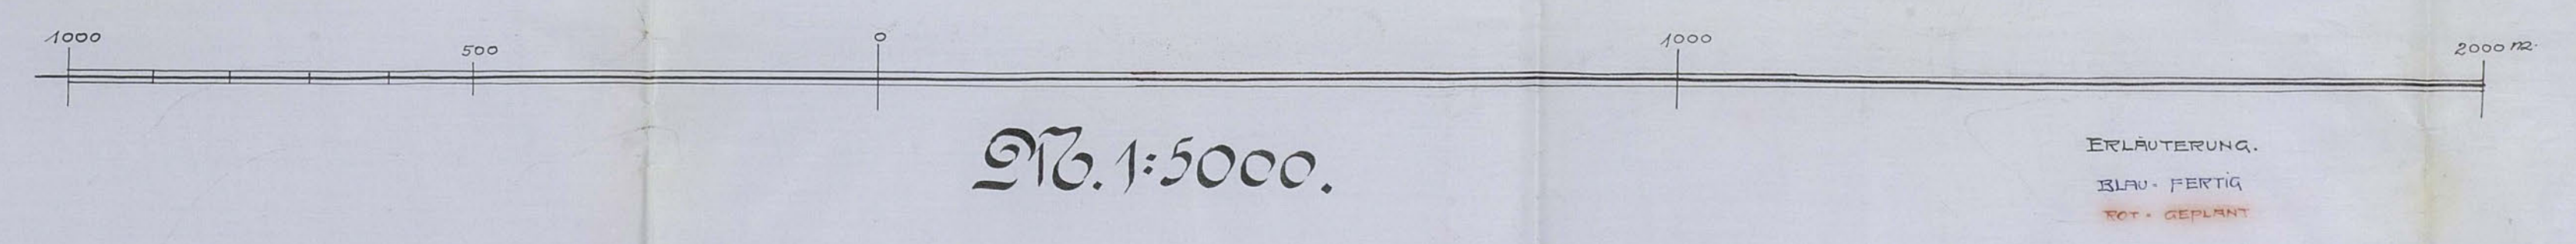 1000 500 0 1000 2000 m.
M. 1:5000.
ERLÄUTERUNG.
BLAU - FERTIG
ROT - GEPLANT